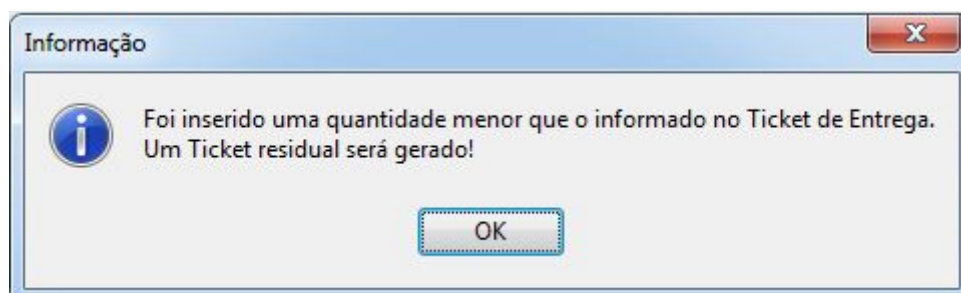 Informação
Foi inserido uma quantidade menor que o informado no Ticket de Entrega.
Um Ticket residual será gerado!
OK